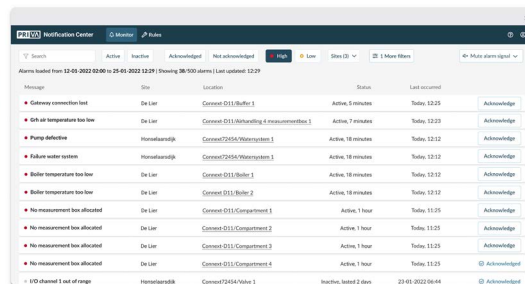 PRIVA Notification Center Monitor Rules
Search Active Inactive Acknowledged Not acknowledged High Low Sites (3) 1 More filters Mute alarm signal
Alarms loaded from 12-01-2022 02:00 to 25-01-2022 12:29 | Showing 38/500 alarms | Last updated: 12:29
Message Site Location Status Last occurred
Gateway connection lost De Lier Connext-D11/Buffer 1 Active, 5 minutes Today, 12:25 Acknowledge
Grh air temperature too low De Lier Connext-D11/Airhandling 4 measurementbox 1 Active, 7 minutes Today, 12:23 Acknowledge
Pump defective Honselaarsdijk Connext72454/Watersystem 1 Active, 18 minutes Today, 12:12 Acknowledge
Failure water system Honselaarsdijk Connext72454/Watersystem 1 Active, 18 minutes Today, 12:12 Acknowledge
Boiler temperature too low De Lier Connext-D11/Boiler 1 Active, 18 minutes Today, 12:12 Acknowledge
Boiler temperature too low De Lier Connext D11/Boiler 2 Active, 18 minutes Today, 12:12 Acknowledge
No measurement box allocated De Lier Connext-D11/Compartment 1 Active, 1 hour Today, 11:25 Acknowledge
No measurement box allocated De Lier Connext-D11/Compartment 2 Active, 1 hour Today, 11:25 Acknowledge
No measurement box allocated De Lier Connext-D11/Compartment 3 Active, 1 hour Today, 11:25 Acknowledge
No measurement box allocated De Lier Connext-D11/Compartment 4 Active, 1 hour Today, 11:25 Acknowledged
I/O channel 1 out of range Honselaarsdijk Connext72454/Valve 1 Inactive, lasted 2 days 23-01-2022 06:44 Acknowledged